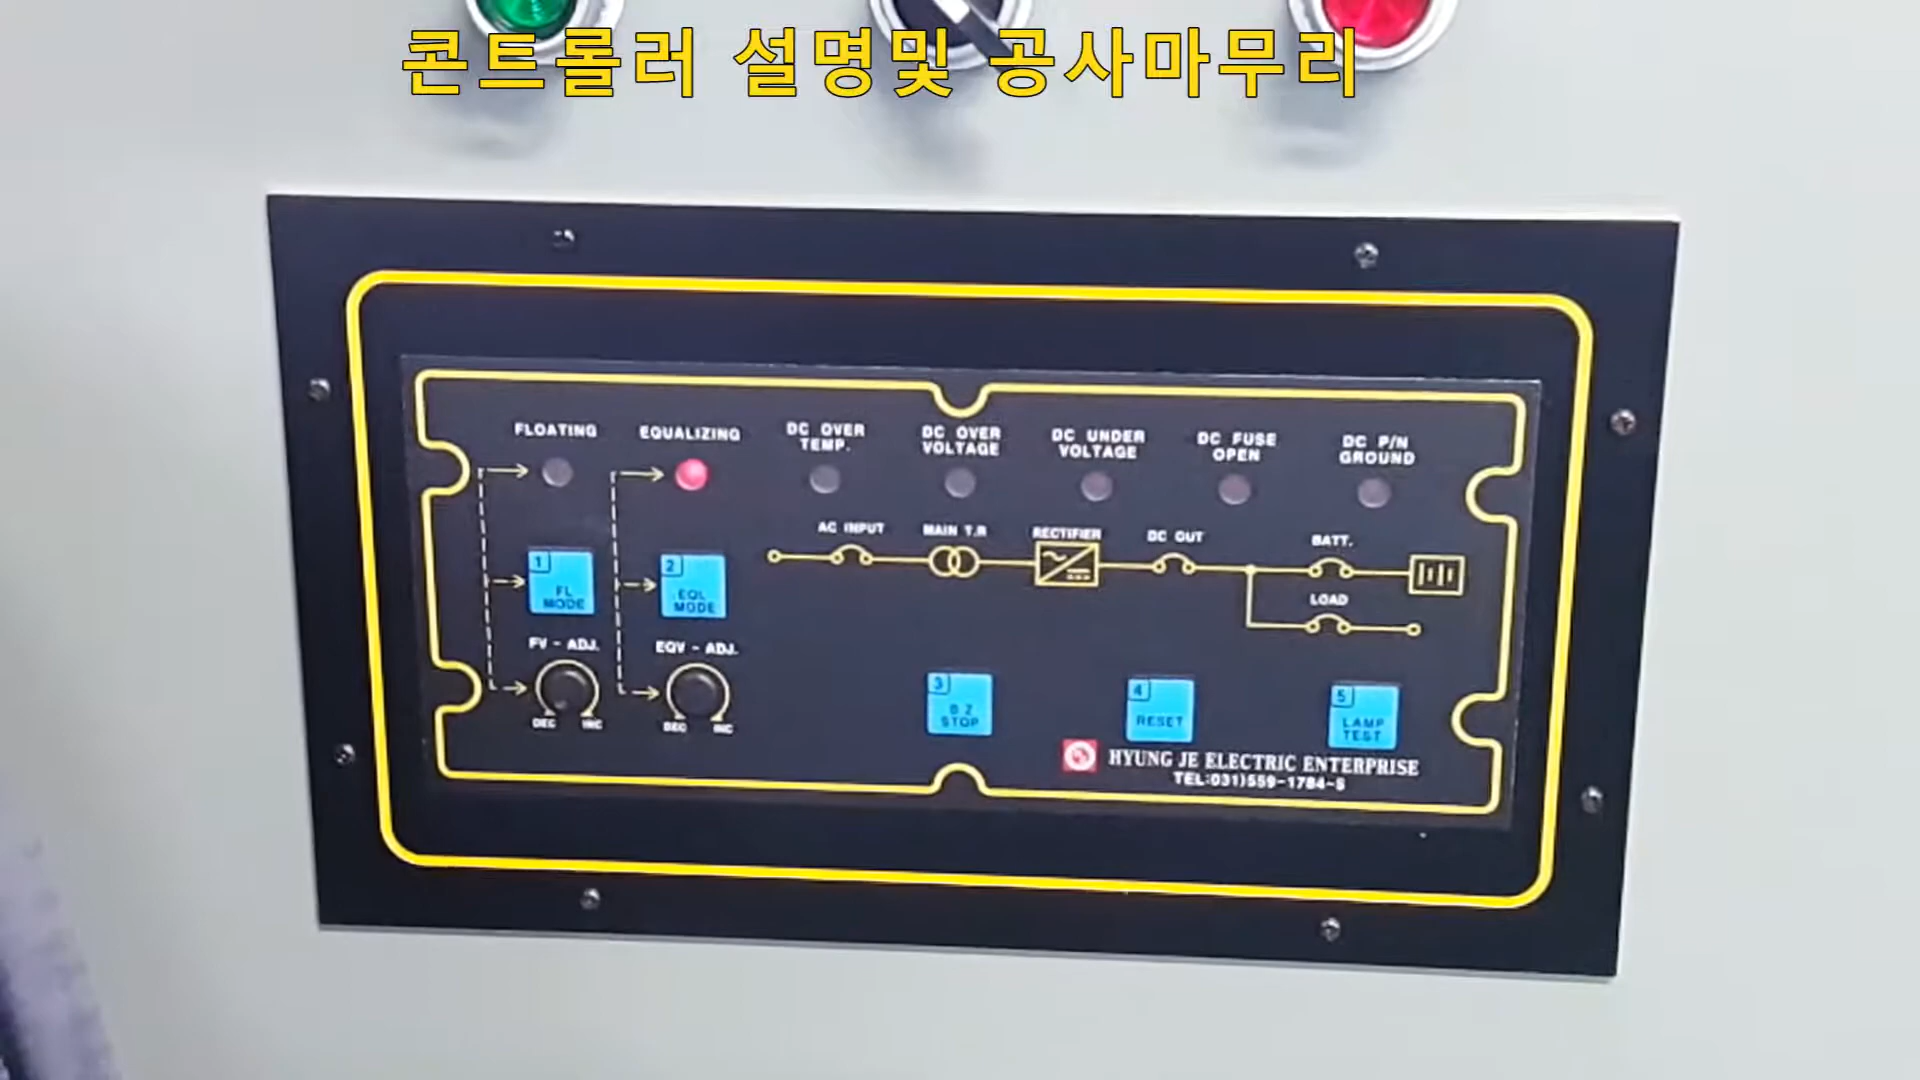 콘트롤러 설명및 공사마무리
FLOATING
EQUALIZING
DC OVER
TEMP.
DC OVER
VOLTAGE
DC UNDER
VOLTAGE
DC FUSE
OPEN
DC P/N
GROUND
AC INPUT
MAIN T.R
RECTIFIER
DC OUT
BATT.
LOAD
1
FL
MODE
2
EQL
MODE
FV - ADJ.
EQV - ADJ.
DEC INC
DEC INC
3
B.Z
STOP
4
RESET
5
LAMP
TEST
HYUNG JE ELECTRIC ENTERPRISE
TEL:031)559-1784-5